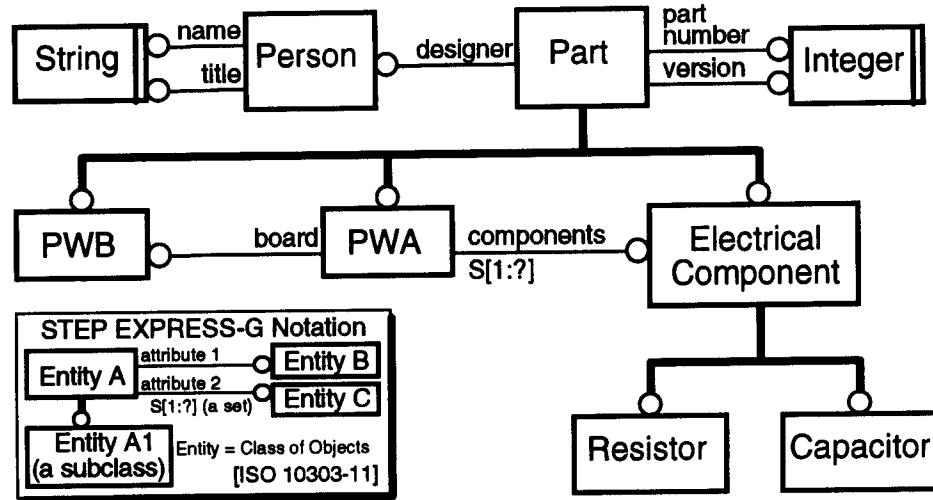 String
name
title
Person
designer
Part
part
number
version
Integer
PWB
board
PWA
components
S[1:?]
Electrical
Component
STEP EXPRESS-G Notation
Entity A
attribute 1
Entity B
attribute 2
S[1:?] (a set)
Entity C
Entity A1
(a subclass)
Entity = Class of Objects
[ISO 10303-11]
Resistor
Capacitor